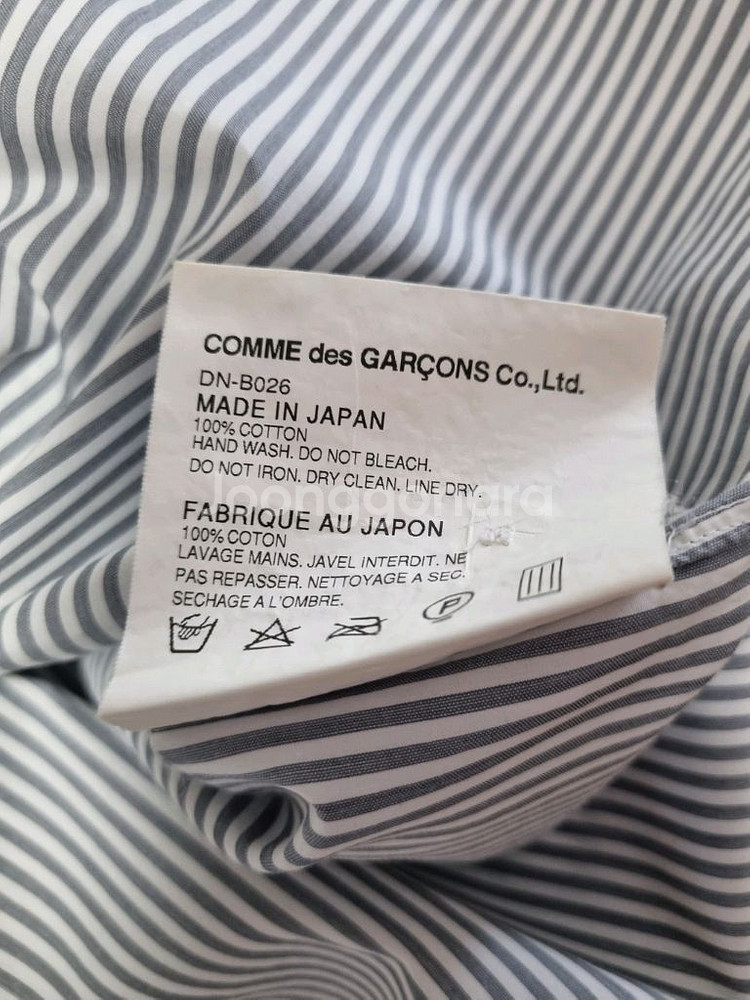 COMME des GARÇONS Co.,Ltd.
DN-B026
MADE IN JAPAN
100% COTTON
HAND WASH. DO NOT BLEACH.
DO NOT IRON. DRY CLEAN. LINE DRY.
FABRIQUE AU JAPON
100% COTON
LAVAGE MAINS. JAVEL INTERDIT. NE
PAS REPASSER. NETTOYAGE A SEC.
SECHAGE A L'OMBRE.
P